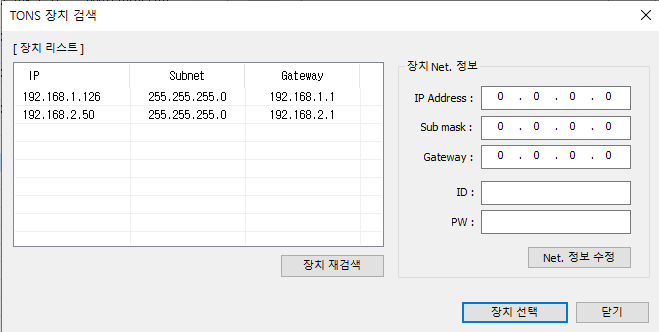 TONS 장치 검색
[ 장치 리스트 ]
IP Subnet Gateway
192.168.1.126 255.255.255.0 192.168.1.1
192.168.2.50 255.255.255.0 192.168.2.1
장치 재검색
장치 Net. 정보
IP Address : 0 . 0 . 0 . 0
Sub mask : 0 . 0 . 0 . 0
Gateway : 0 . 0 . 0 . 0
ID :
PW :
Net. 정보 수정
장치 선택 닫기